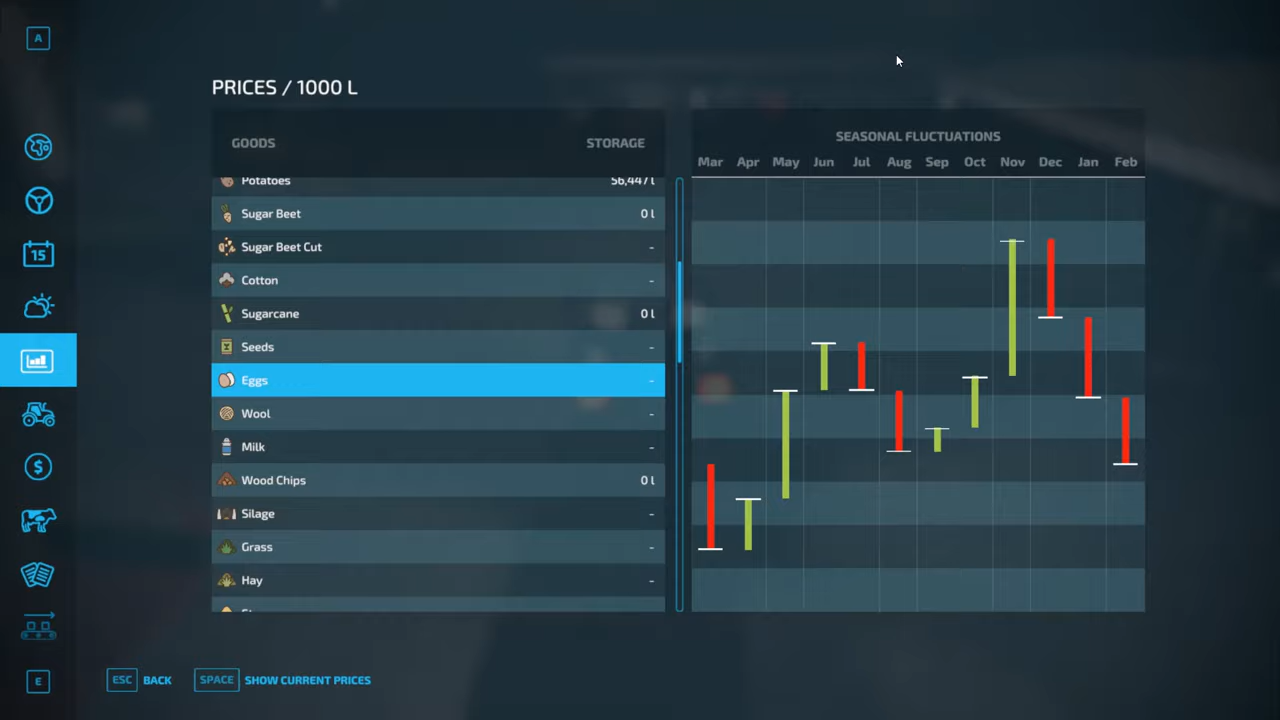 A
PRICES / 1000 L
GOODS STORAGE
Potatoes 56,447 l
Sugar Beet 0 l
Sugar Beet Cut -
Cotton -
Sugarcane 0 l
Seeds -
Eggs -
Wool -
Milk -
Wood Chips 0 l
Silage -
Grass -
Hay -
SEASONAL FLUCTUATIONS
Mar Apr May Jun Jul Aug Sep Oct Nov Dec Jan Feb
15
$
E
ESC BACK SPACE SHOW CURRENT PRICES